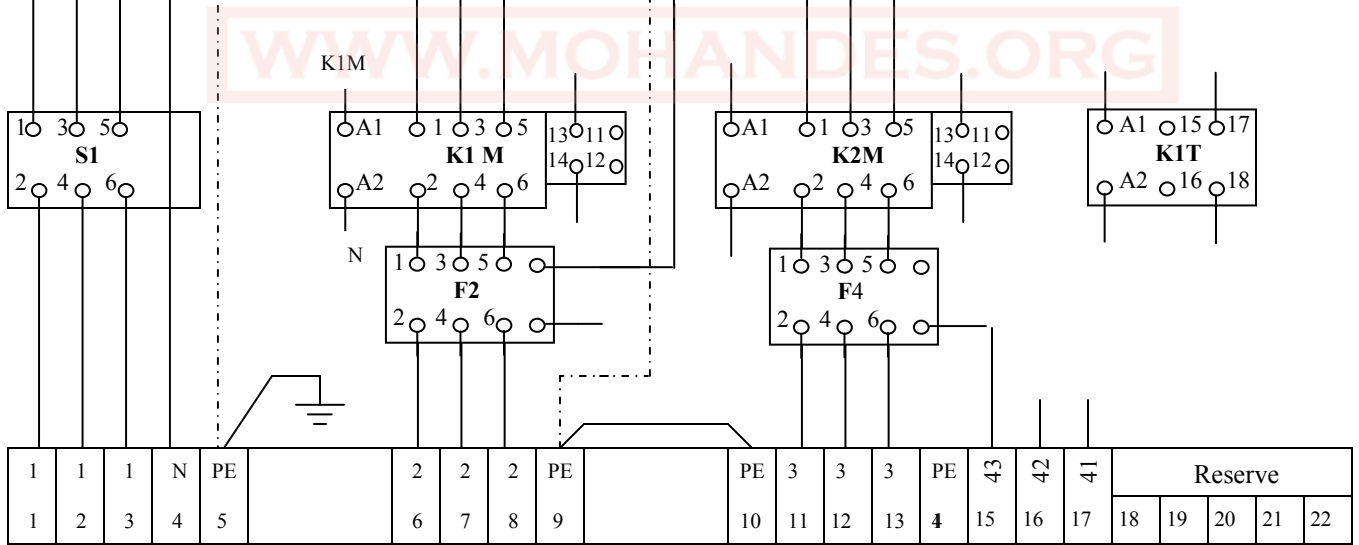 WWW.MOHANDES.ORG
K1M
1 3 5
S1
2 4 6
A1 1 3 5
K1 M
A2 2 4 6
13 11
14 12
A1 1 3 5
K2M
A2 2 4 6
13 11
14 12
A1 15 17
K1T
A2 16 18
N
1 3 5
F2
2 4 6
1 3 5
F4
2 4 6
1 1 1 N PE 2 2 2 PE PE 3 3 3 PE 43 42 41 Reserve
1 2 3 4 5 6 7 8 9 10 11 12 13 15 16 17 18 19 20 21 22